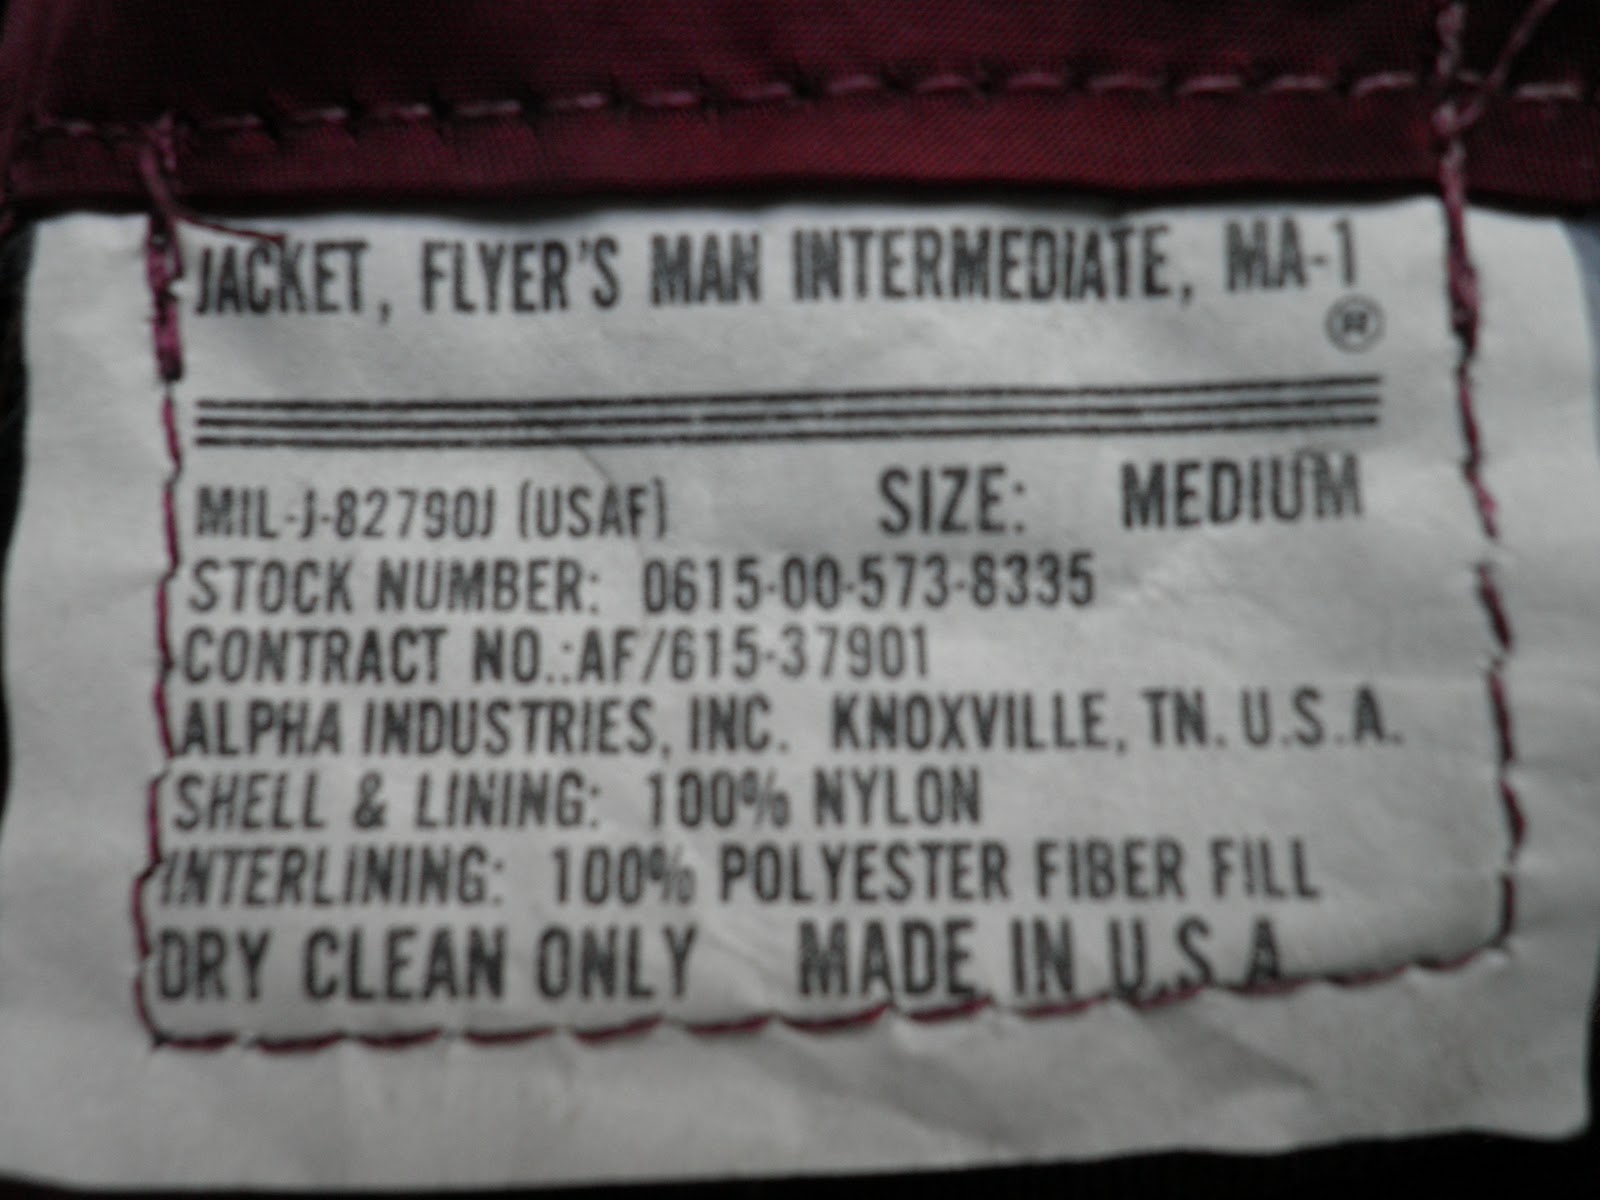 JACKET, FLYER'S MAN INTERMEDIATE, MA-1
®
MIL-J-82790J (USAF) SIZE: MEDIUM
STOCK NUMBER: 0615-00-573-8335
CONTRACT NO.:AF/615-37901
ALPHA INDUSTRIES, INC. KNOXVILLE, TN. U.S.A.
SHELL & LINING: 100% NYLON
INTERLINING: 100% POLYESTER FIBER FILL
DRY CLEAN ONLY MADE IN U.S.A